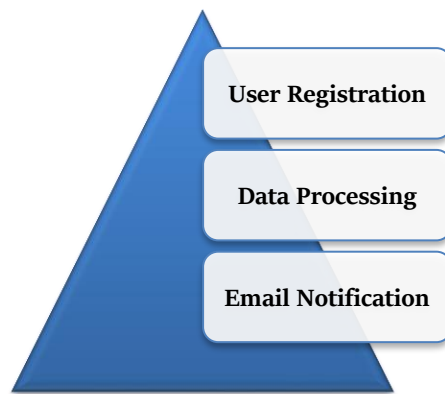 User Registration
Data Processing
Email Notification